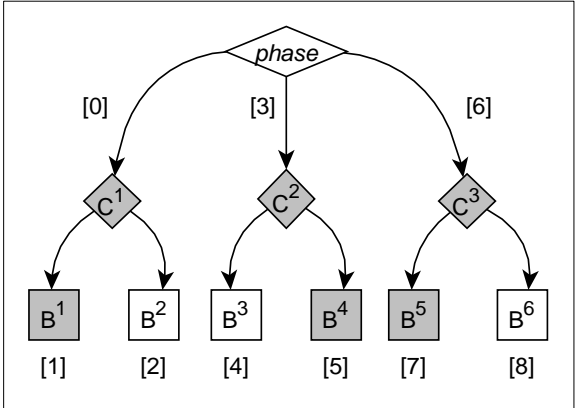 phase
[0] [3] [6]
C¹ C² C³
B¹ B² B³ B⁴ B⁵ B⁶
[1] [2] [4] [5] [7] [8]